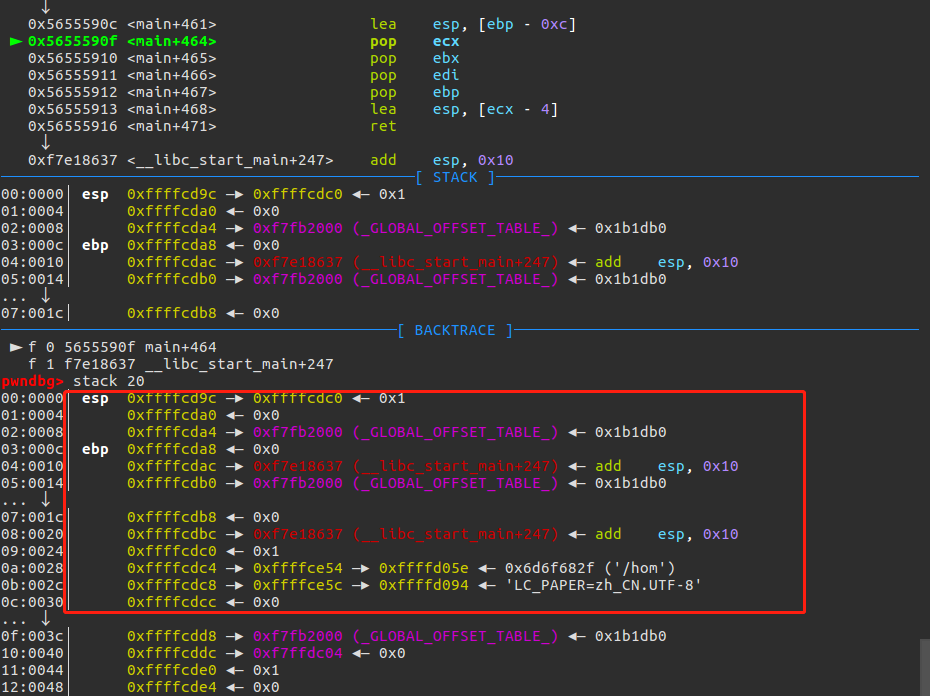 ↓
0x5655590c <main+461> lea esp, [ebp - 0xc]
► 0x5655590f <main+464> pop ecx
0x56555910 <main+465> pop ebx
0x56555911 <main+466> pop edi
0x56555912 <main+467> pop ebp
0x56555913 <main+468> lea esp, [ecx - 4]
0x56555916 <main+471> ret
↓
0xf7e18637 <__libc_start_main+247> add esp, 0x10
[ STACK ]
00:0000│ esp 0xffffcd9c —▸ 0xffffcdc0 ◂— 0x1
01:0004│ 0xffffcda0 ◂— 0x0
02:0008│ 0xffffcda4 —▸ 0xf7fb2000 (_GLOBAL_OFFSET_TABLE_) ◂— 0x1b1db0
03:000c│ ebp 0xffffcda8 ◂— 0x0
04:0010│ 0xffffcdac —▸ 0xf7e18637 (__libc_start_main+247) ◂— add esp, 0x10
05:0014│ 0xffffcdb0 —▸ 0xf7fb2000 (_GLOBAL_OFFSET_TABLE_) ◂— 0x1b1db0
... ↓
07:001c│ 0xffffcdb8 ◂— 0x0
[ BACKTRACE ]
► f 0 5655590f main+464
f 1 f7e18637 __libc_start_main+247
pwndbg> stack 20
00:0000│ esp 0xffffcd9c —▸ 0xffffcdc0 ◂— 0x1
01:0004│ 0xffffcda0 ◂— 0x0
02:0008│ 0xffffcda4 —▸ 0xf7fb2000 (_GLOBAL_OFFSET_TABLE_) ◂— 0x1b1db0
03:000c│ ebp 0xffffcda8 ◂— 0x0
04:0010│ 0xffffcdac —▸ 0xf7e18637 (__libc_start_main+247) ◂— add esp, 0x10
05:0014│ 0xffffcdb0 —▸ 0xf7fb2000 (_GLOBAL_OFFSET_TABLE_) ◂— 0x1b1db0
... ↓
07:001c│ 0xffffcdb8 ◂— 0x0
08:0020│ 0xffffcdbc —▸ 0xf7e18637 (__libc_start_main+247) ◂— add esp, 0x10
09:0024│ 0xffffcdc0 ◂— 0x1
0a:0028│ 0xffffcdc4 —▸ 0xffffce54 —▸ 0xffffd05e ◂— 0x6d6f682f ('/hom')
0b:002c│ 0xffffcdc8 —▸ 0xffffce5c —▸ 0xffffd094 ◂— 'LC_PAPER=zh_CN.UTF-8'
0c:0030│ 0xffffcdcc ◂— 0x0
... ↓
0f:003c│ 0xffffcdd8 —▸ 0xf7fb2000 (_GLOBAL_OFFSET_TABLE_) ◂— 0x1b1db0
10:0040│ 0xffffcddc —▸ 0xf7ffdc04 ◂— 0x0
11:0044│ 0xffffcde0 ◂— 0x1
12:0048│ 0xffffcde4 ◂— 0x0